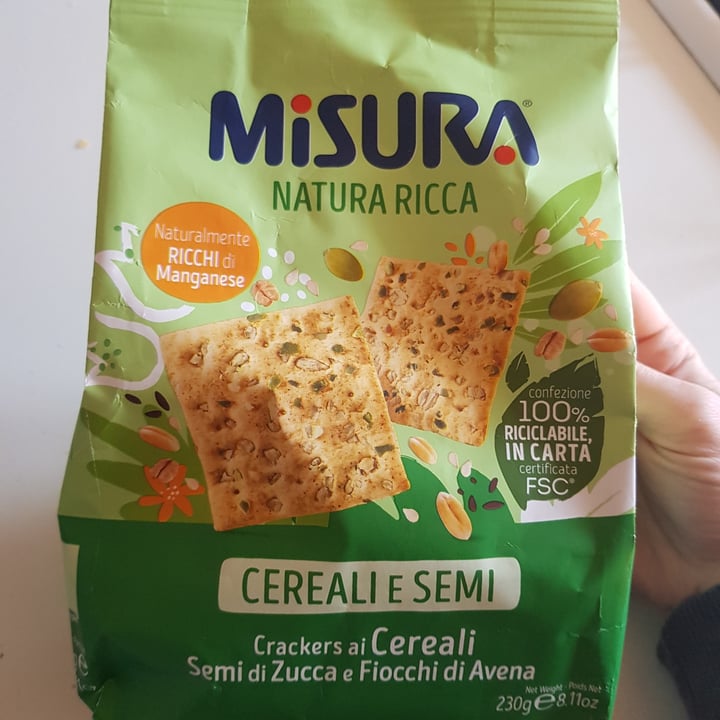 MiSURA®
NATURA RICCA
Naturalmente
RICCHI di
Manganese
confezione
100%
RICICLABILE,
IN CARTA
certificata
FSC®
CEREALI E SEMI
Crackers ai Cereali
Semi di Zucca e Fiocchi di Avena
Net Weight - Poids Net
230g e 8.11oz